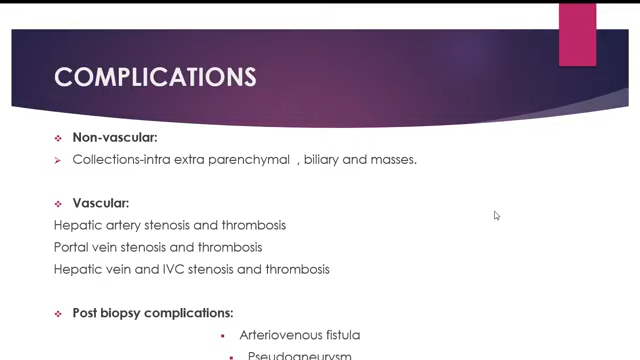 COMPLICATIONS
Non-vascular:
Collections-intra extra parenchymal , biliary and masses.
Vascular:
Hepatic artery stenosis and thrombosis
Portal vein stenosis and thrombosis
Hepatic vein and IVC stenosis and thrombosis
Post biopsy complications:
Arteriovenous fistula
Pseudoaneurysm